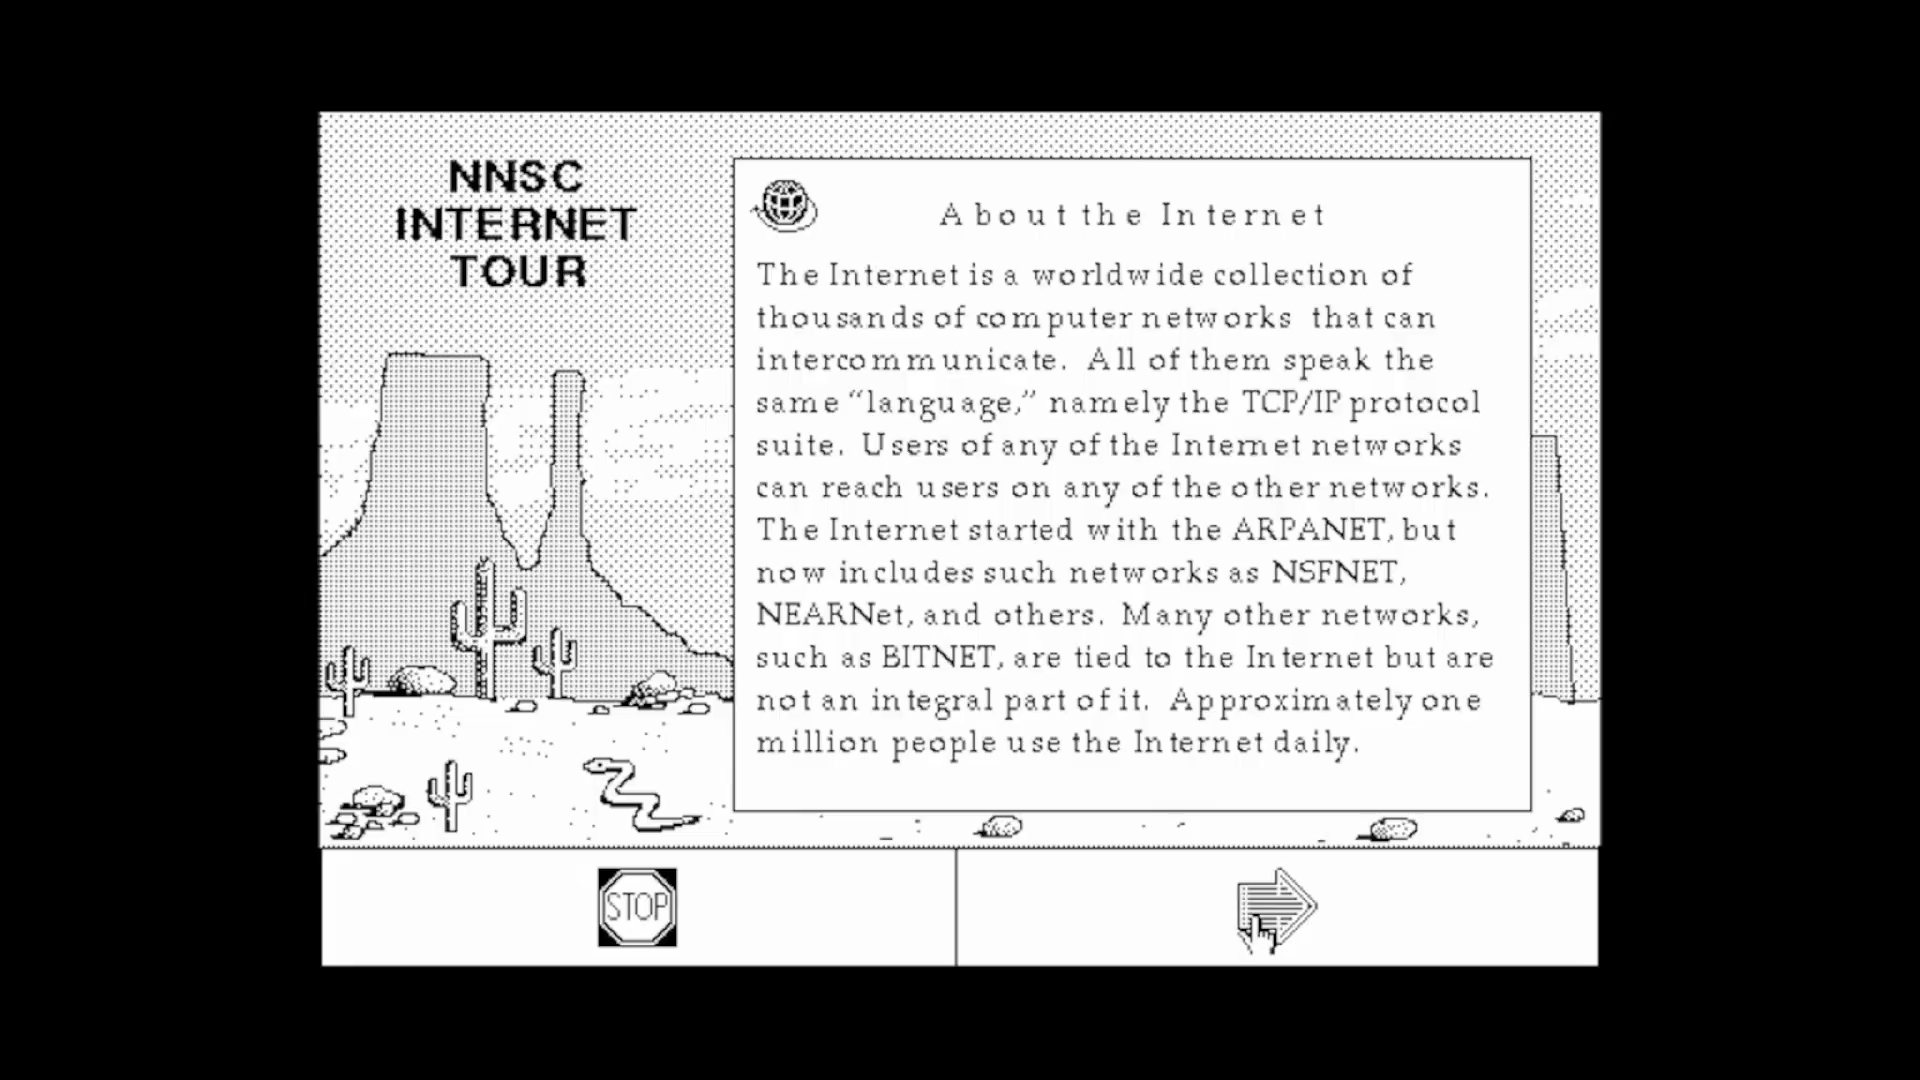 NNSC
INTERNET
TOUR
About the Internet
The Internet is a worldwide collection of
thousands of computer networks that can
intercommunicate. All of them speak the
same “language,” namely the TCP/IP protocol
suite. Users of any of the Internet networks
can reach users on any of the other networks.
The Internet started with the ARPANET, but
now includes such networks as NSFNET,
NEARNet, and others. Many other networks,
such as BITNET, are tied to the Internet but are
not an integral part of it. Approximately one
million people use the Internet daily.
STOP